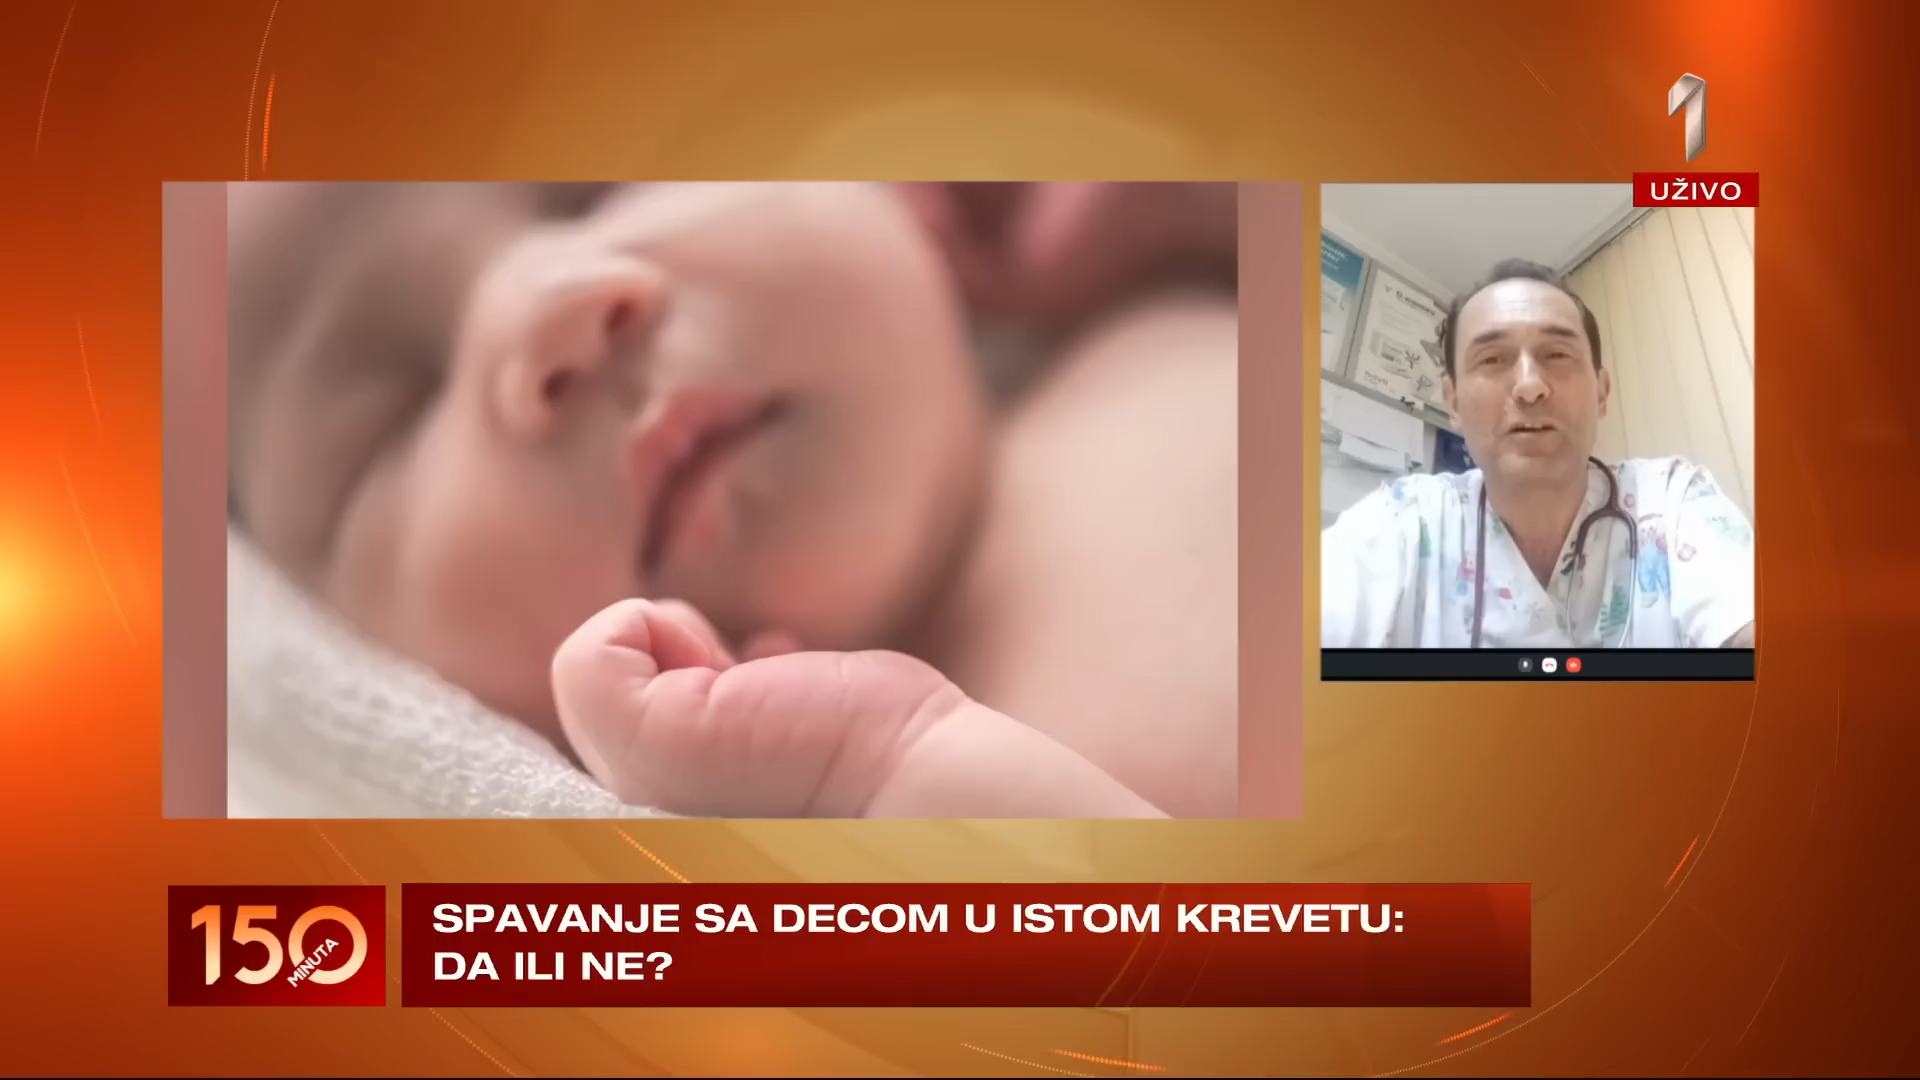 1
UŽIVO
150
MINUTA
SPAVANJE SA DECOM U ISTOM KREVETU:
DA ILI NE?